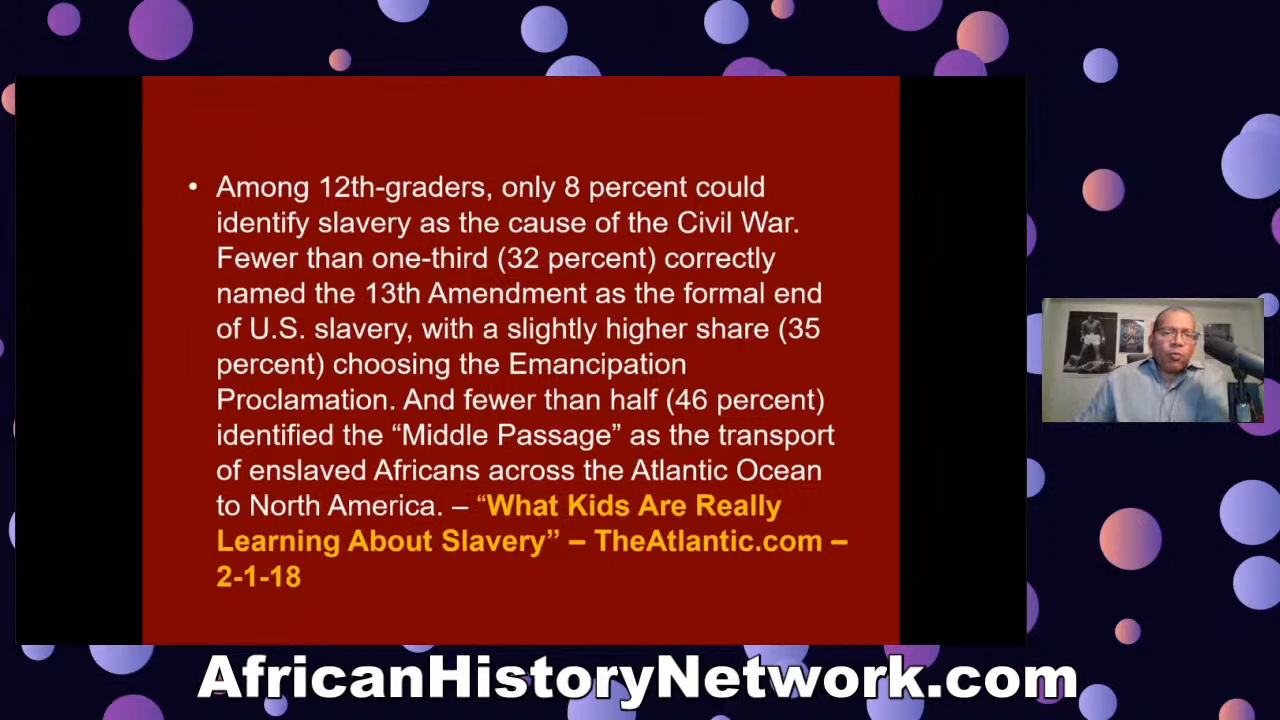 • Among 12th-graders, only 8 percent could
identify slavery as the cause of the Civil War.
Fewer than one-third (32 percent) correctly
named the 13th Amendment as the formal end
of U.S. slavery, with a slightly higher share (35
percent) choosing the Emancipation
Proclamation. And fewer than half (46 percent)
identified the “Middle Passage” as the transport
of enslaved Africans across the Atlantic Ocean
to North America. – “What Kids Are Really
Learning About Slavery” – TheAtlantic.com –
2-1-18
AfricanHistoryNetwork.com